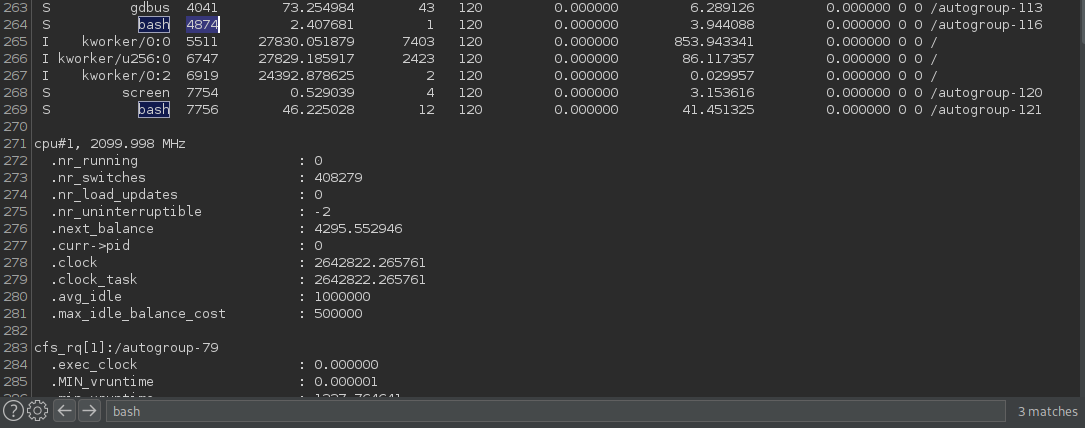 263 S gdbus 4041 73.254984 43 120 0.000000 6.289126 0.000000 0 0 /autogroup-113
264 S bash 4874 2.407681 1 120 0.000000 3.944088 0.000000 0 0 /autogroup-116
265 I kworker/0:0 5511 27830.051879 7403 120 0.000000 853.943341 0.000000 0 0 /
266 I kworker/u256:0 6747 27829.185917 2423 120 0.000000 86.117357 0.000000 0 0 /
267 I kworker/0:2 6919 24392.878625 2 120 0.000000 0.029957 0.000000 0 0 /
268 S screen 7754 0.529039 4 120 0.000000 3.153616 0.000000 0 0 /autogroup-120
269 S bash 7756 46.225028 12 120 0.000000 41.451325 0.000000 0 0 /autogroup-121
270
271 cpu#1, 2099.998 MHz
272 .nr_running : 0
273 .nr_switches : 408279
274 .nr_load_updates : 0
275 .nr_uninterruptible : -2
276 .next_balance : 4295.552946
277 .curr->pid : 0
278 .clock : 2642822.265761
279 .clock_task : 2642822.265761
280 .avg_idle : 1000000
281 .max_idle_balance_cost : 500000
282
283 cfs_rq[1]:/autogroup-79
284 .exec_clock : 0.000000
285 .MIN_vruntime : 0.000001
bash 3 matches